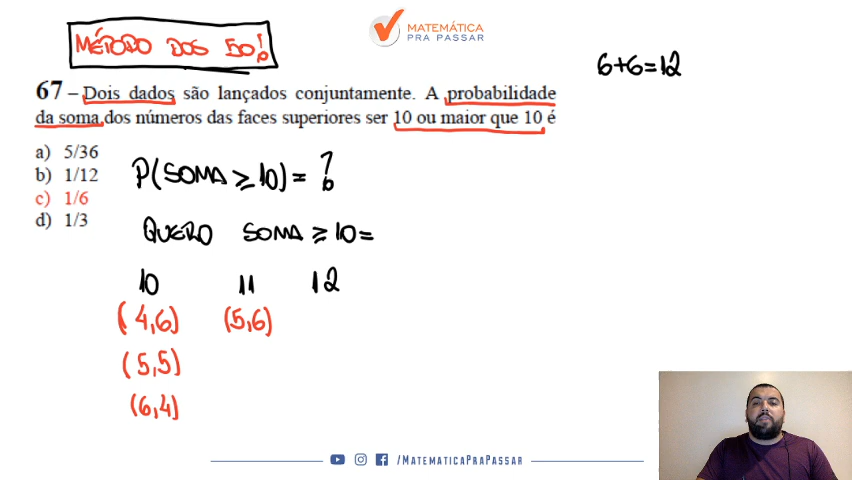 MÉTODO DOS 50!
MATEMÁTICA
PRA PASSAR
6+6=12
67 – Dois dados são lançados conjuntamente. A probabilidade
da soma dos números das faces superiores ser 10 ou maior que 10 é
a) 5/36
b) 1/12
c) 1/6
d) 1/3
P(SOMA ≥ 10) = ?
QUERO SOMA ≥ 10 =
10 11 12
(4,6) (5,6)
(5,5)
(6,4)
/MATEMATICAPRAPASSAR